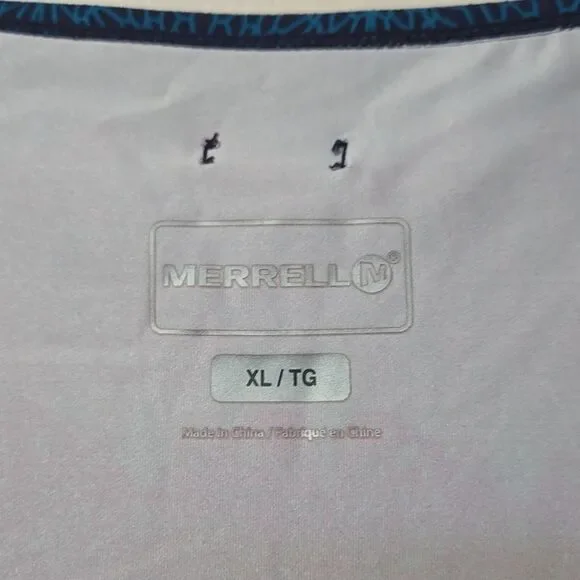 MERRELL M®
XL / TG
Made in China / Fabriqué en Chine